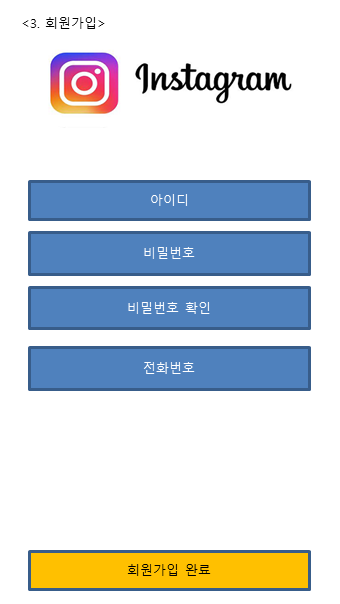 <3. 회원가입>
Instagram
아이디
비밀번호
비밀번호 확인
전화번호
회원가입 완료